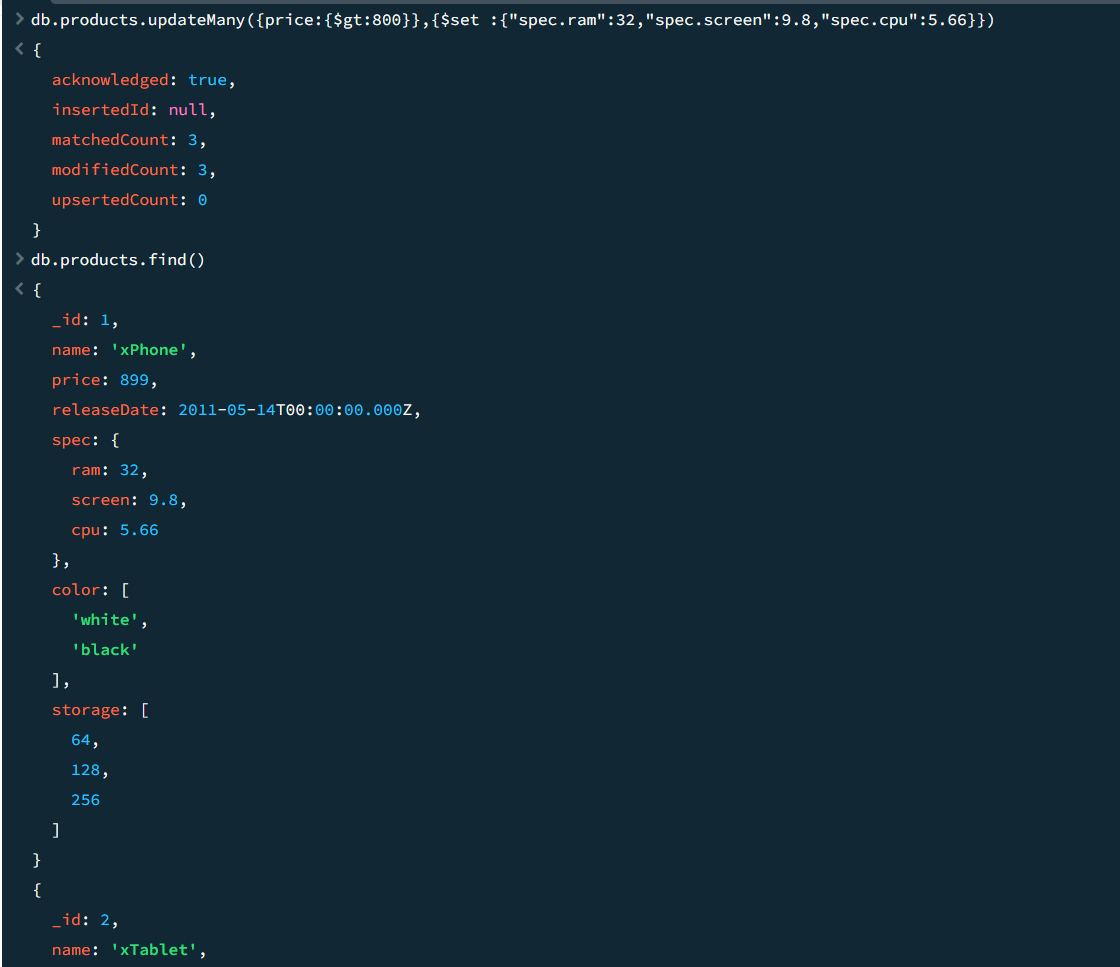 > db.products.updateMany({price:{$gt:800}},{$set :{"spec.ram":32,"spec.screen":9.8,"spec.cpu":5.66}})
< {
acknowledged: true,
insertedId: null,
matchedCount: 3,
modifiedCount: 3,
upsertedCount: 0
}
> db.products.find()
< {
_id: 1,
name: 'xPhone',
price: 899,
releaseDate: 2011-05-14T00:00:00.000Z,
spec: {
ram: 32,
screen: 9.8,
cpu: 5.66
},
color: [
'white',
'black'
],
storage: [
64,
128,
256
]
}
{
_id: 2,
name: 'xTablet',